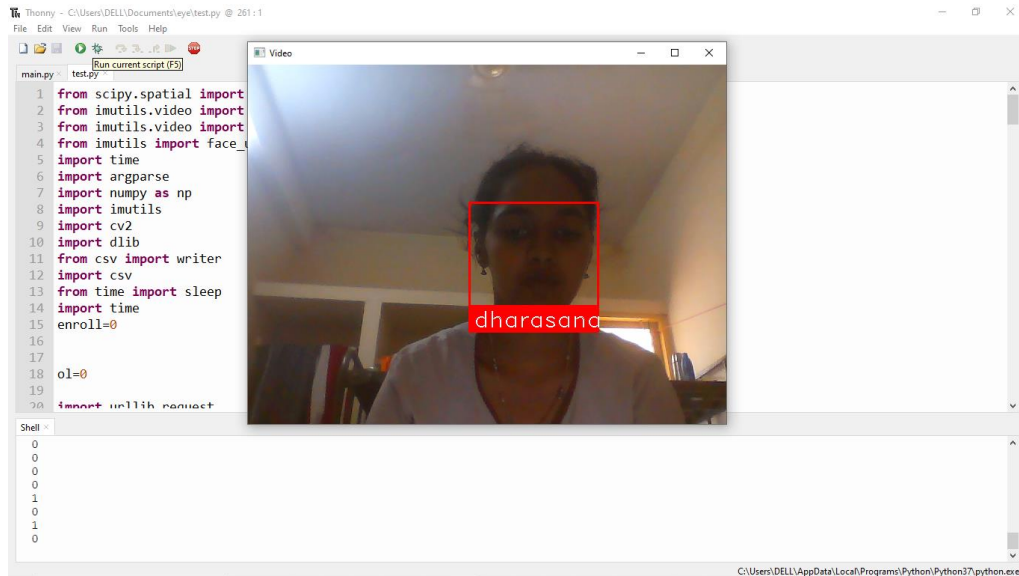 Thonny - C:\Users\DELL\Documents\eye\test.py @ 261 : 1
File Edit View Run Tools Help
STOP
Run current script (F5)
main.py × test.py ×
Video
1 from scipy.spatial import
2 from imutils.video import
3 from imutils.video import
4 from imutils import face_
5 import time
6 import argparse
7 import numpy as np
8 import imutils
9 import cv2
10 import dlib
11 from csv import writer
12 import csv
13 from time import sleep
14 import time
15 enroll=0
16
17
18 ol=0
19
20 import urllib.request
dharasana
Shell ×
0
0
0
0
1
0
1
0
C:\Users\DELL\AppData\Local\Programs\Python\Python37\python.exe